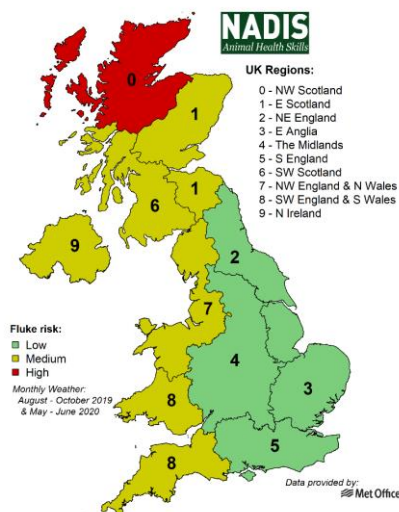 NADIS
Animal Health Skills
UK Regions:
0 - NW Scotland
1 - E Scotland
2 - NE England
3 - E Anglia
4 - The Midlands
5 - S England
6 - SW Scotland
7 - NW England & N Wales
8 - SW England & S Wales
9 - N Ireland
0
1
1
6
9
2
7
4
3
8
5
8
Fluke risk:
Low
Medium
High
Monthly Weather:
August - October 2019
& May - June 2020
Data provided by:
Met Office